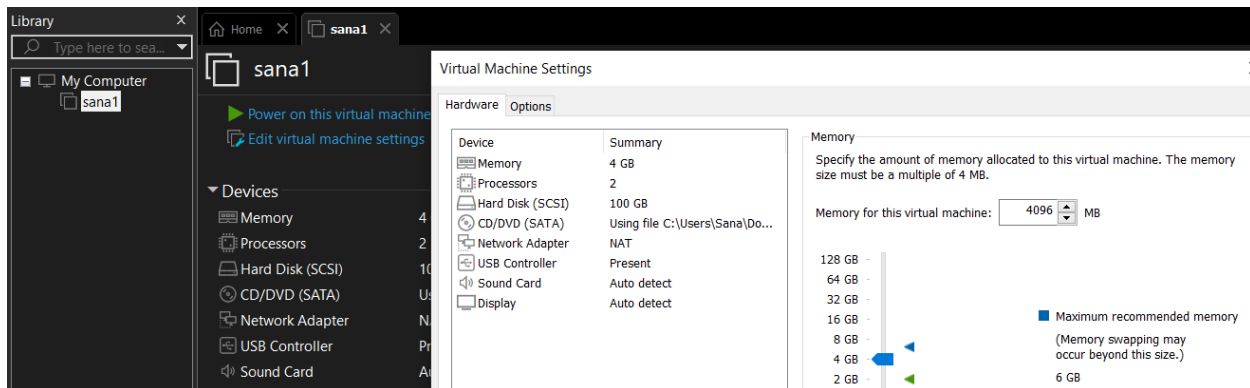 Library X
Type here to sea...
My Computer
sana1
Home X
sana1 X
sana1
Power on this virtual machine
Edit virtual machine settings
Devices
Memory 4
Processors 2
Hard Disk (SCSI) 10
CD/DVD (SATA) Us
Network Adapter N
USB Controller Pr
Sound Card Au
Virtual Machine Settings
Hardware Options
Device Summary
Memory 4 GB
Processors 2
Hard Disk (SCSI) 100 GB
CD/DVD (SATA) Using file C:\Users\Sana\Do...
Network Adapter NAT
USB Controller Present
Sound Card Auto detect
Display Auto detect
Memory
Specify the amount of memory allocated to this virtual machine. The memory
size must be a multiple of 4 MB.
Memory for this virtual machine: 4096 MB
128 GB
64 GB
32 GB
16 GB
8 GB
4 GB
2 GB
Maximum recommended memory
(Memory swapping may
occur beyond this size.)
6 GB